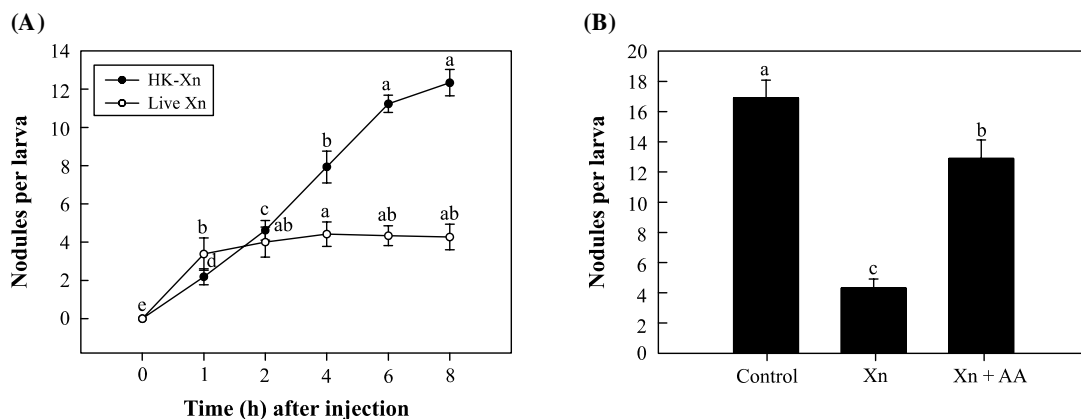 (A)
14
12
10
8
6
4
2
0
Nodules per larva
HK-Xn
Live Xn
e
b
d
c
ab
b
a
a
ab
a
ab
0 1 2 4 6 8
Time (h) after injection
(B)
20
18
16
14
12
10
8
6
4
2
0
Nodules per larva
a
c
b
Control Xn Xn + AA